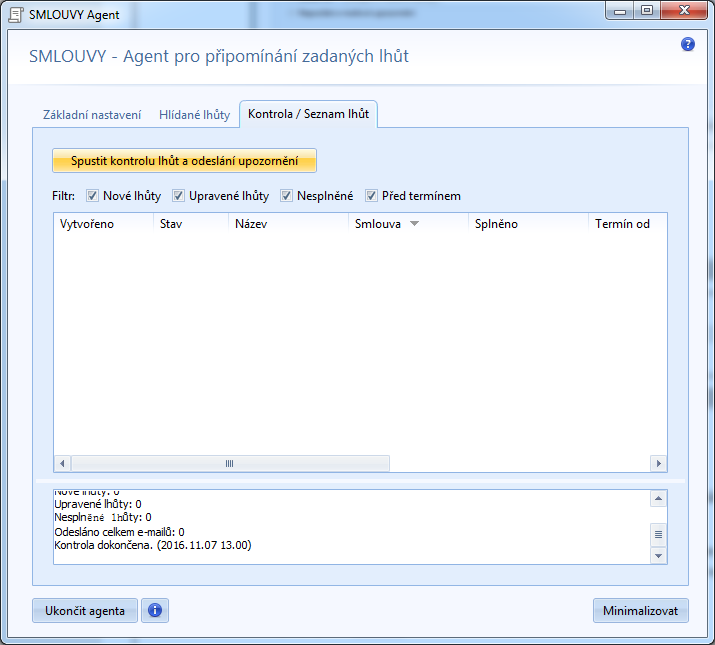 SMLOUVY Agent
SMLOUVY - Agent pro připomínání zadaných lhůt
Základní nastavení Hlídané lhůty Kontrola / Seznam lhůt
Spustit kontrolu lhůt a odeslání upozornění
Filtr: Nové lhůty Upravené lhůty Nesplněné Před termínem
Vytvořeno Stav Název Smlouva Splněno Termín od
Nové lhůty: 0
Upravené lhůty: 0
Nesplněné lhůty: 0
Odesláno celkem e-mailů: 0
Kontrola dokončena. (2016.11.07 13.00)
Ukončit agenta Minimalizovat